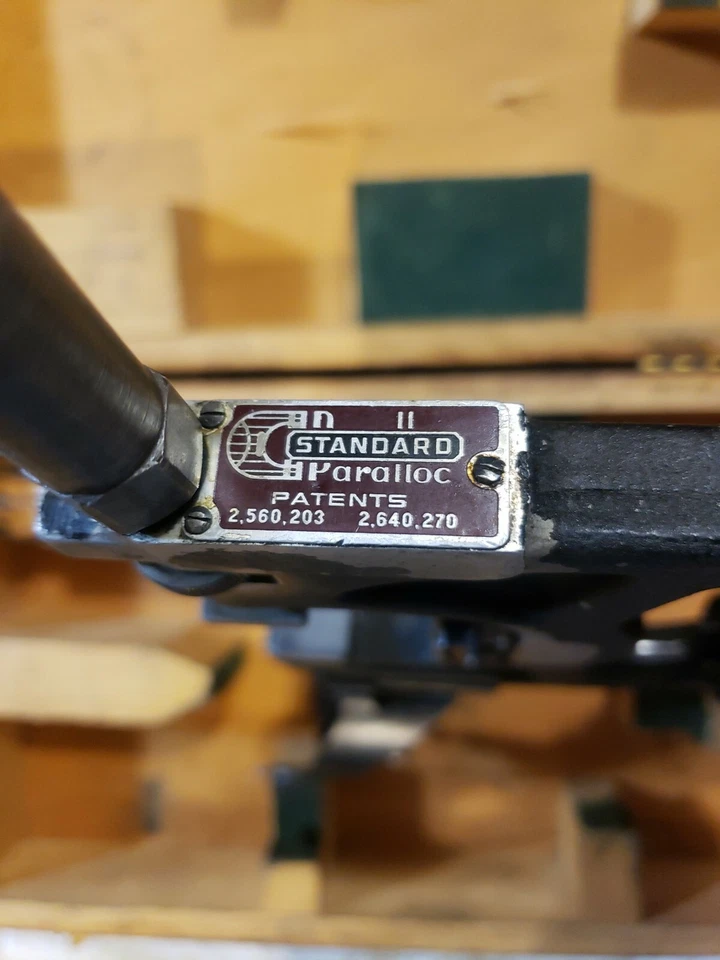 STANDARD
Paralloc
PATENTS
2,560,203 2,640,270